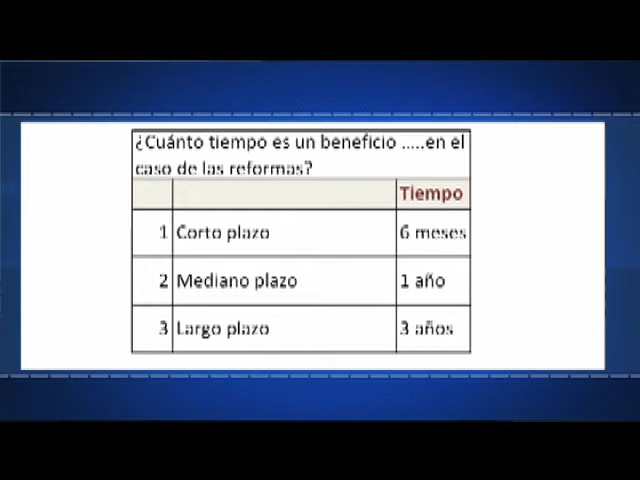 ¿Cuánto tiempo es un beneficio .....en el
caso de las reformas?
Tiempo
1 Corto plazo 6 meses
2 Mediano plazo 1 año
3 Largo plazo 3 años